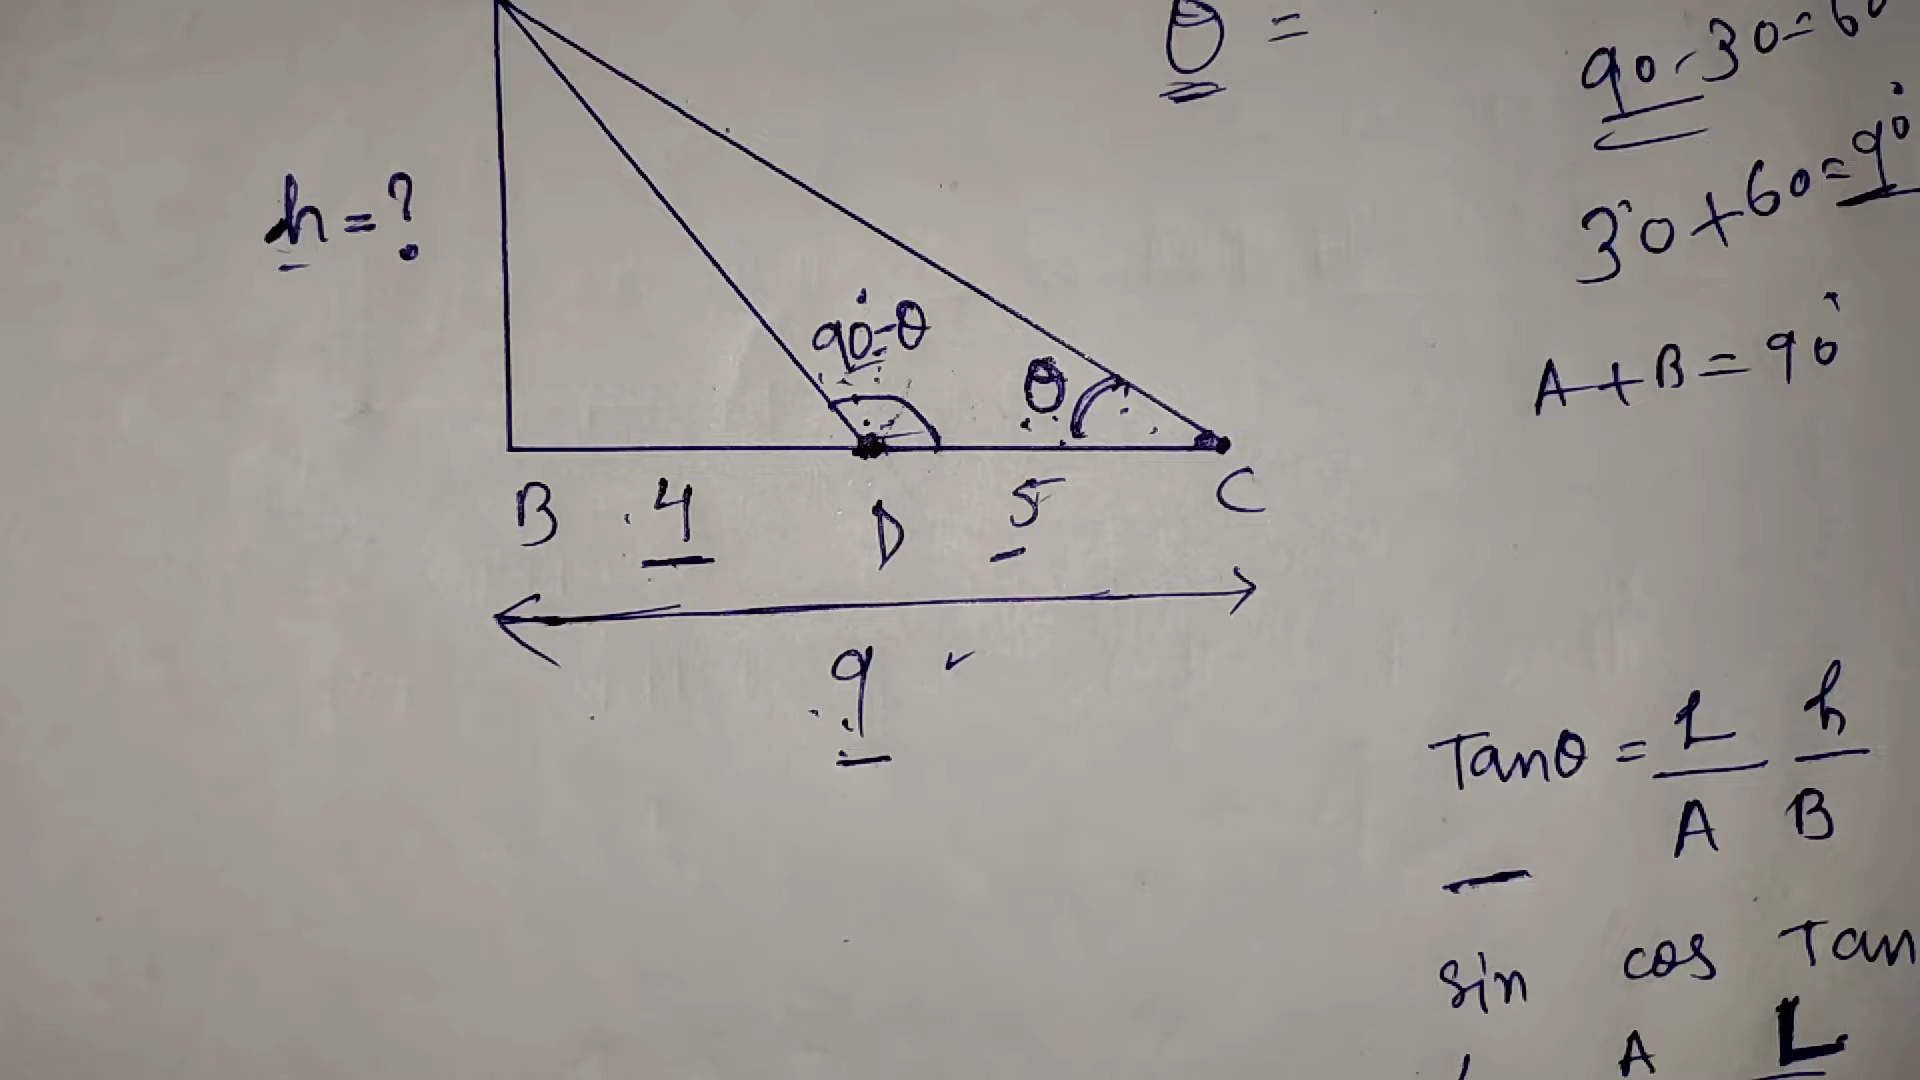 θ =
90-30=60
30+60=90°
h=?
90-θ
θ
A+B=90°
B 4 D 5 C
9
Tanθ = L/A h/B
sin cos Tan
A L